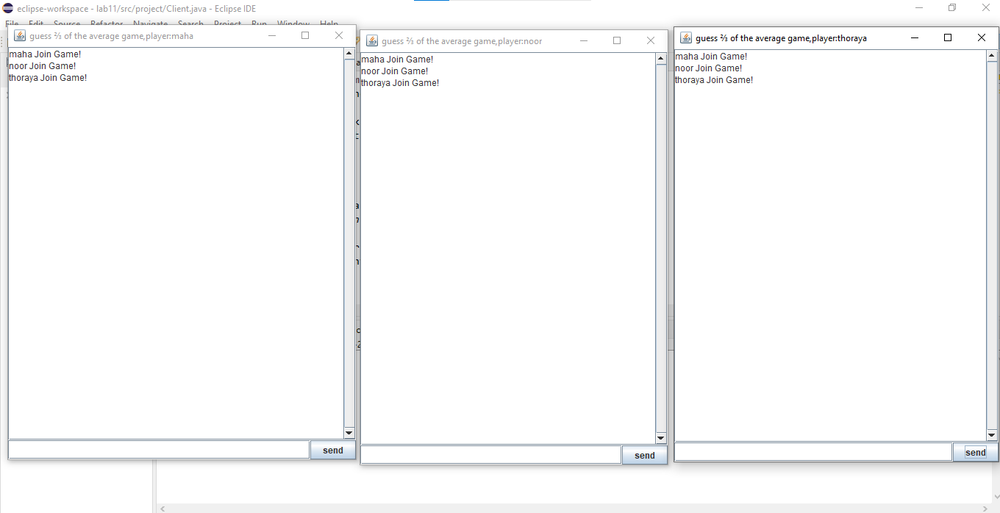 eclipse-workspace - lab11/src/project/Client.java - Eclipse IDE
File Edit Source Refactor Navigate Search Project Run Window Help
guess ⅔ of the average game,player:maha
maha Join Game!
noor Join Game!
thoraya Join Game!
send
guess ⅔ of the average game,player:noor
maha Join Game!
noor Join Game!
thoraya Join Game!
send
guess ⅔ of the average game,player:thoraya
maha Join Game!
noor Join Game!
thoraya Join Game!
send